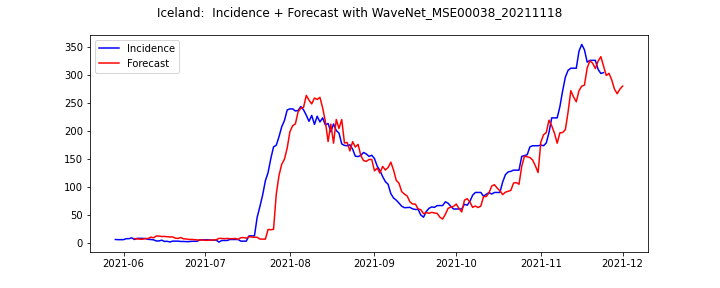 Iceland:  Incidence + Forecast with WaveNet_MSE00038_20211118
Incidence
Forecast
350
300
250
200
150
100
50
0
2021-06 2021-07 2021-08 2021-09 2021-10 2021-11 2021-12